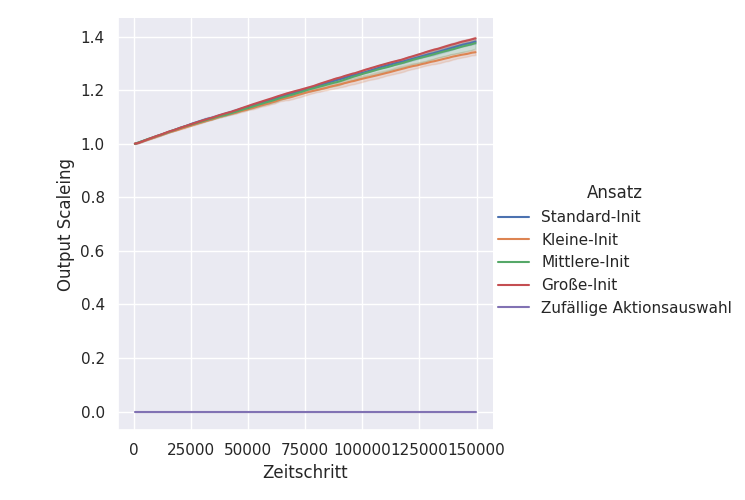 1.4
1.2
1.0
0.8
0.6
0.4
0.2
0.0
Output Scaleing
0 25000 50000 75000 100000 125000 150000
Zeitschritt
Ansatz
Standard-Init
Kleine-Init
Mittlere-Init
Große-Init
Zufällige Aktionsauswahl